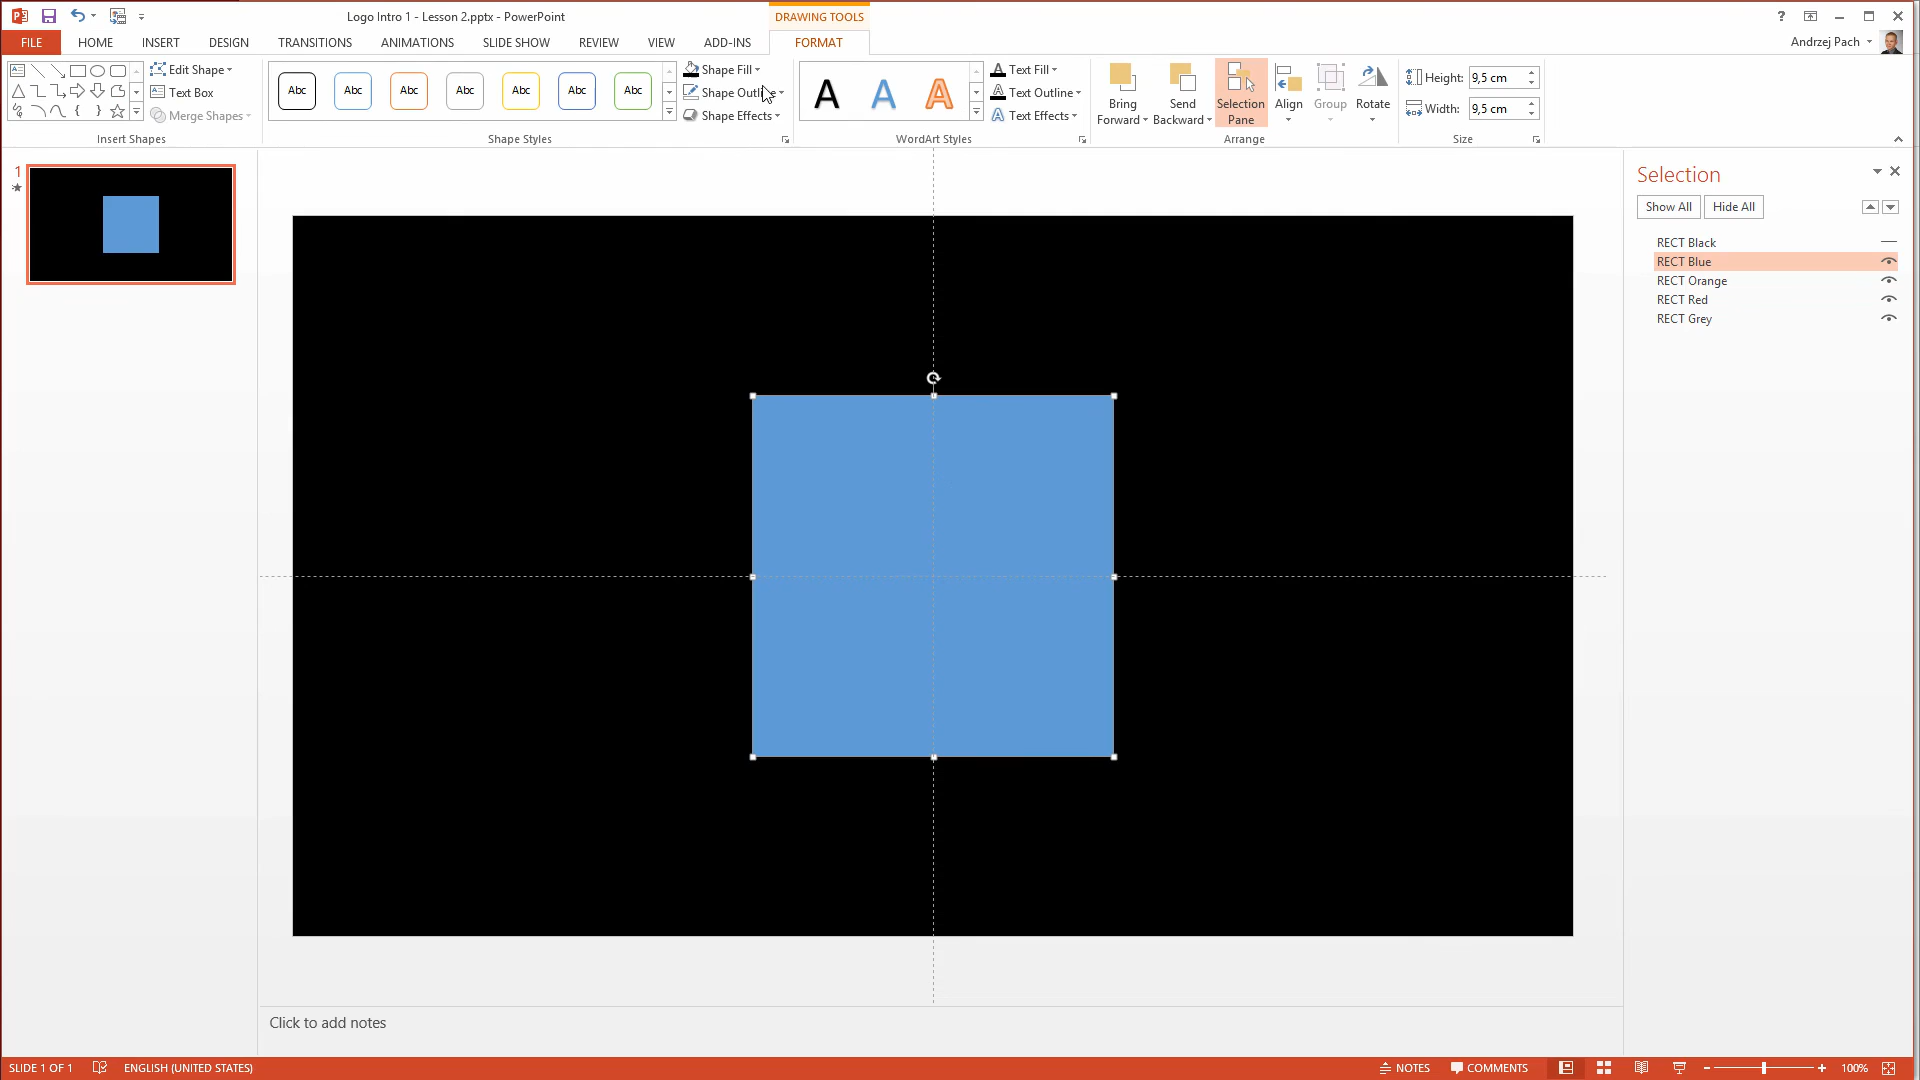 Logo Intro 1 - Lesson 2.pptx - PowerPoint
DRAWING TOOLS
?
FILE HOME INSERT DESIGN TRANSITIONS ANIMATIONS SLIDE SHOW REVIEW VIEW ADD-INS FORMAT
Andrzej Pach
Edit Shape
Text Box
Merge Shapes
Insert Shapes
Abc Abc Abc Abc Abc Abc Abc
Shape Styles
Shape Fill
Shape Outline
Shape Effects
A A A
WordArt Styles
Text Fill
Text Outline
Text Effects
Bring Forward
Send Backward
Selection Pane
Align
Group
Rotate
Arrange
Height: 9,5 cm
Width: 9,5 cm
Size
1
Selection
Show All Hide All
RECT Black
RECT Blue
RECT Orange
RECT Red
RECT Grey
Click to add notes
SLIDE 1 OF 1 ENGLISH (UNITED STATES) NOTES COMMENTS 100%